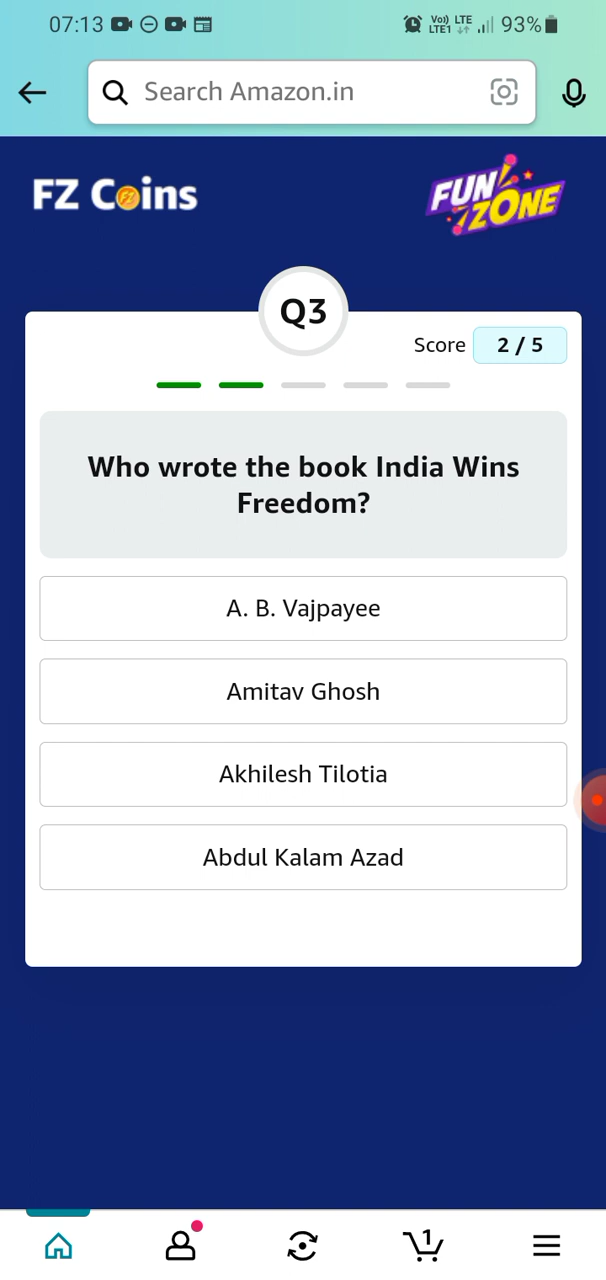 07:13 Vo) LTE 93%
LTE1
Search Amazon.in
FZ Coins
FUN
ZONE
Q3
Score 2 / 5
Who wrote the book India Wins
Freedom?
A. B. Vajpayee
Amitav Ghosh
Akhilesh Tilotia
Abdul Kalam Azad
1